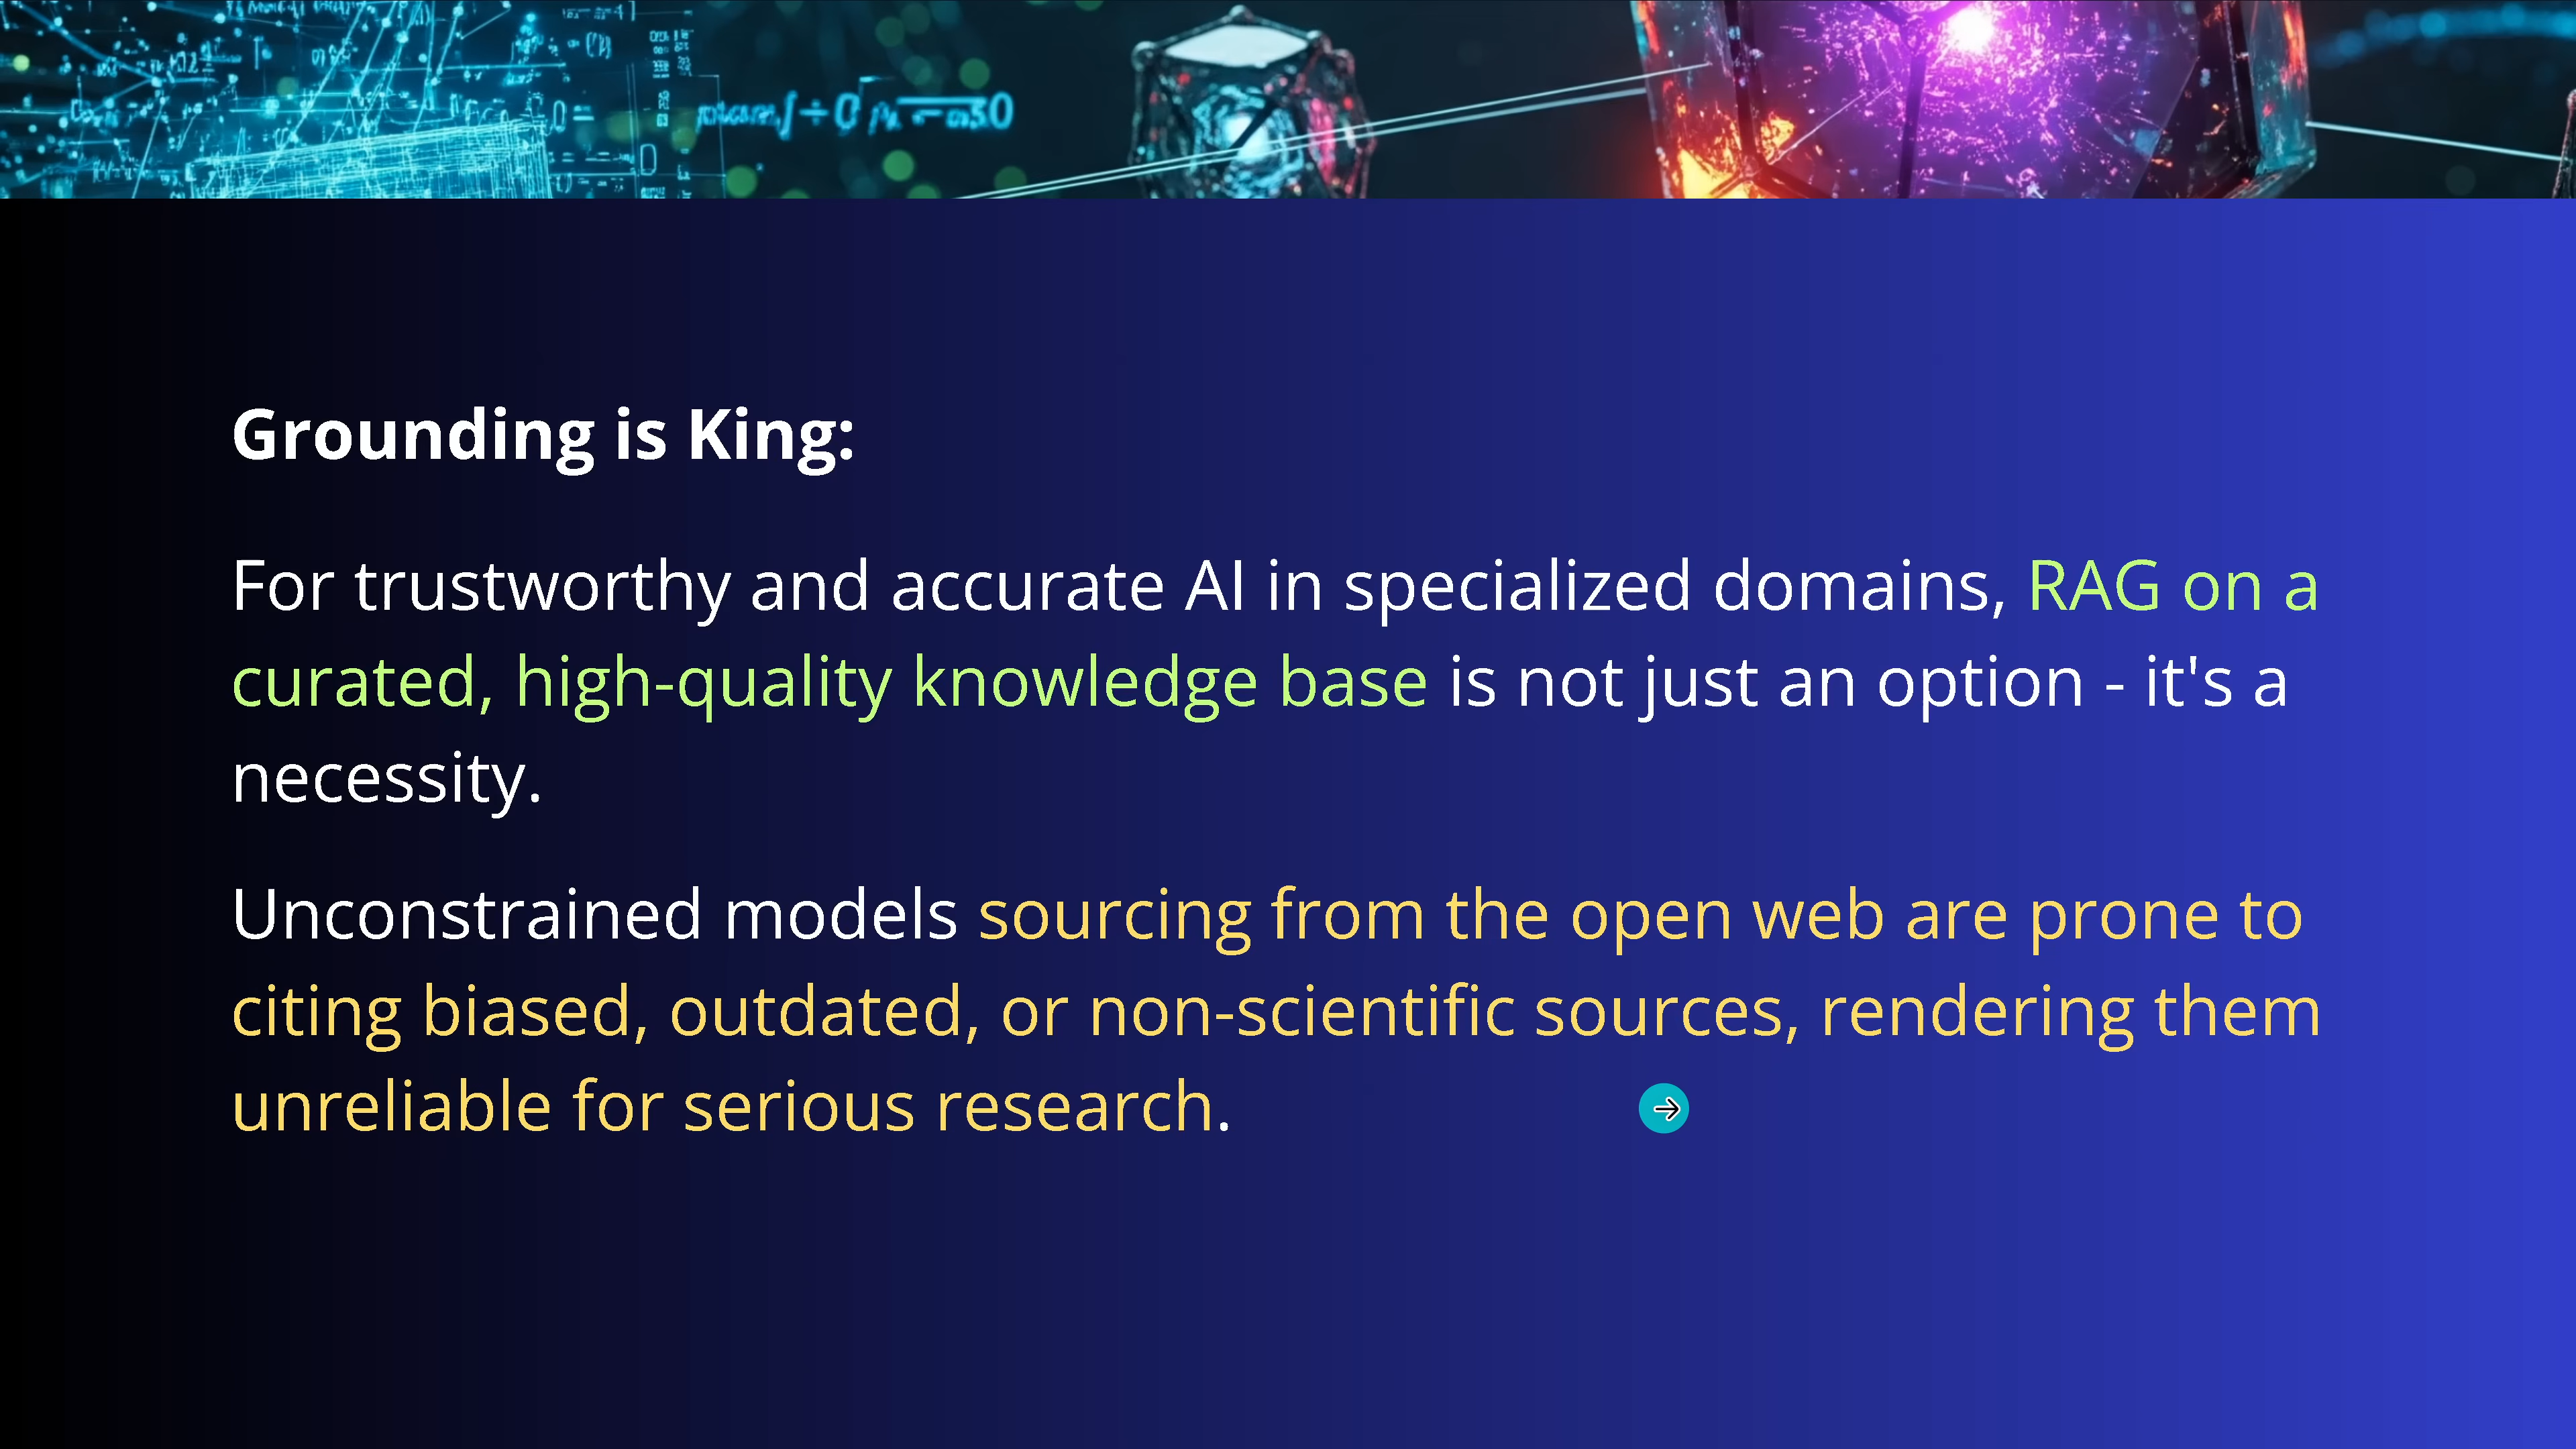 Grounding is King:
For trustworthy and accurate AI in specialized domains, RAG on a
curated, high-quality knowledge base is not just an option - it's a
necessity.
Unconstrained models sourcing from the open web are prone to
citing biased, outdated, or non-scientific sources, rendering them
unreliable for serious research.